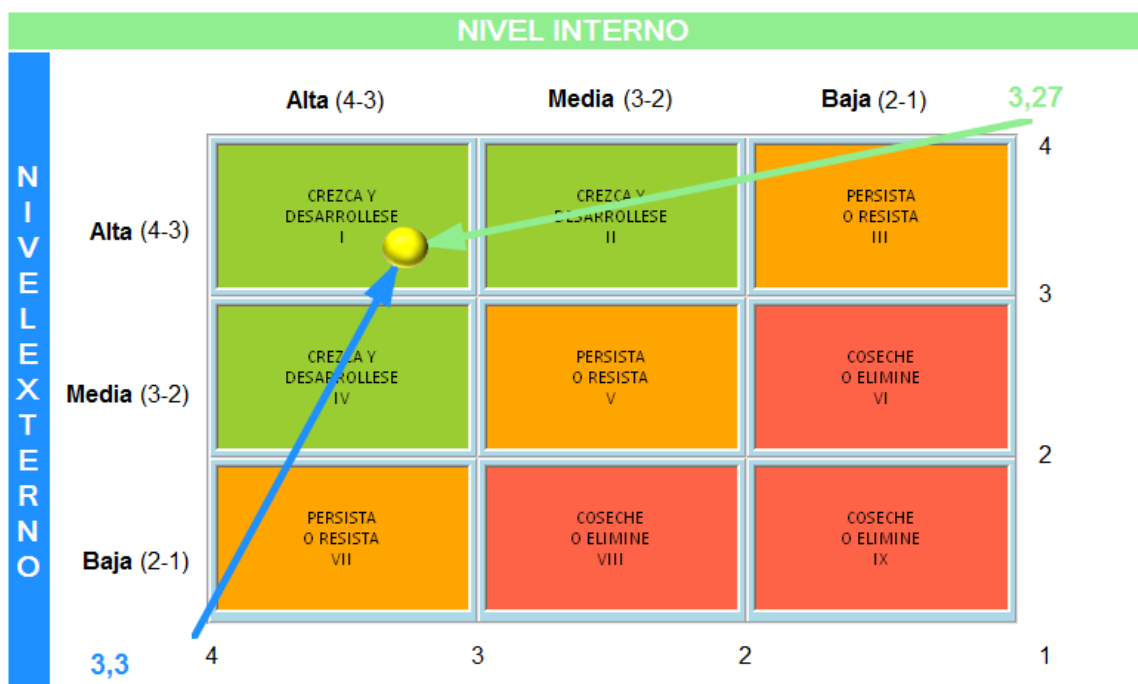 NIVEL INTERNO
NIVEL EXTERNO
Alta (4-3)
Media (3-2)
Baja (2-1)
3,27
4
Alta (4-3)
CREZCA Y
DESARROLLESE
I
CREZCA Y
DESARROLLESE
II
PERSISTA
O RESISTA
III
3
Media (3-2)
CREZCA Y
DESARROLLESE
IV
PERSISTA
O RESISTA
V
COSECHE
O ELIMINE
VI
2
Baja (2-1)
PERSISTA
O RESISTA
VII
COSECHE
O ELIMINE
VIII
COSECHE
O ELIMINE
IX
3,3
4
3
2
1